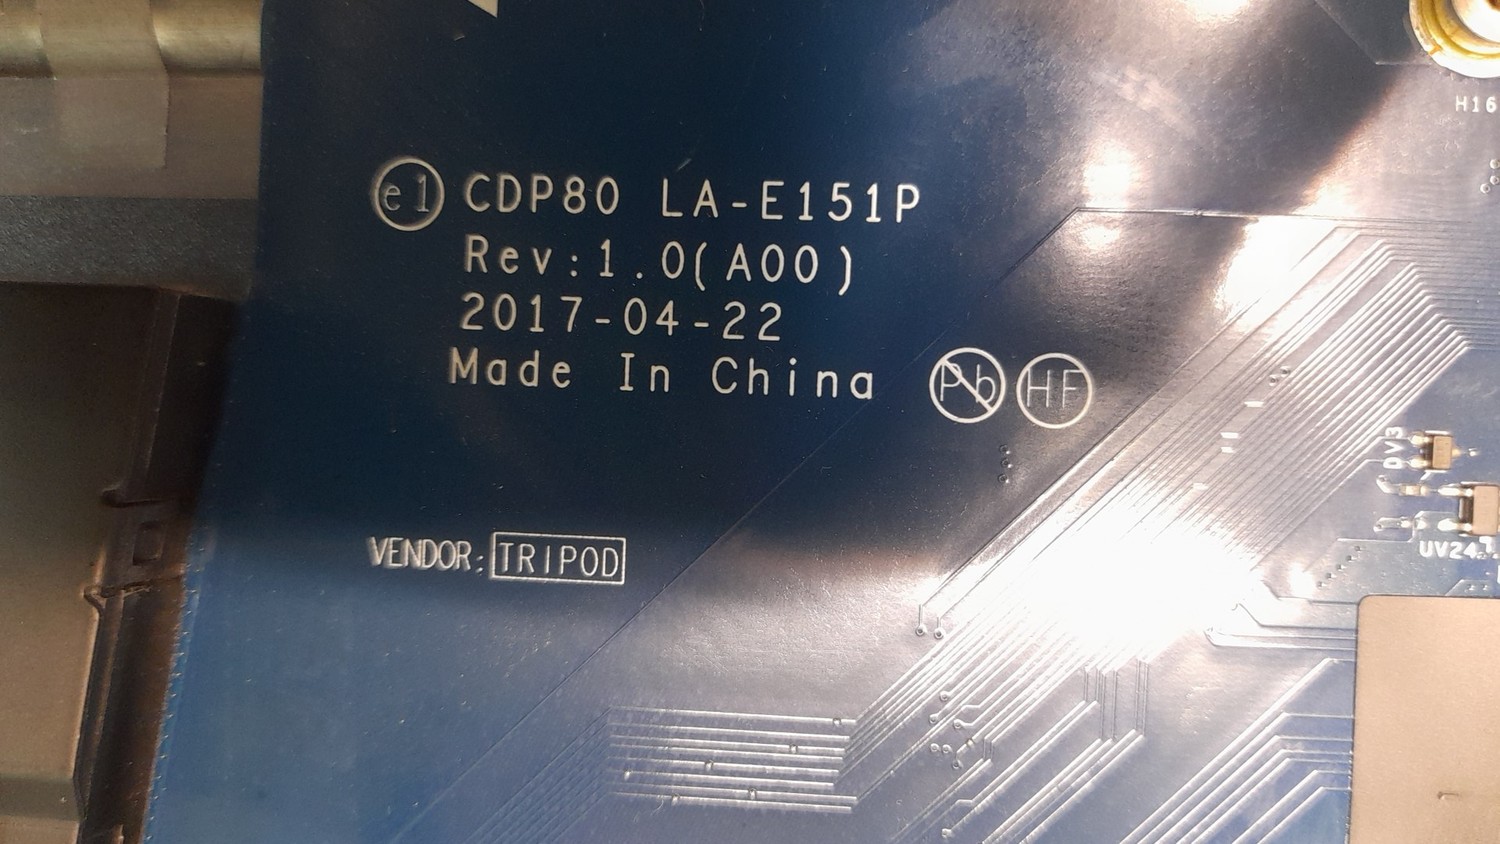 e1 CDP80 LA-E151P
Rev:1.0(A00)
2017-04-22
Made In China
Pb HF
VENDOR: TRIPOD
H16
DV3
UV24